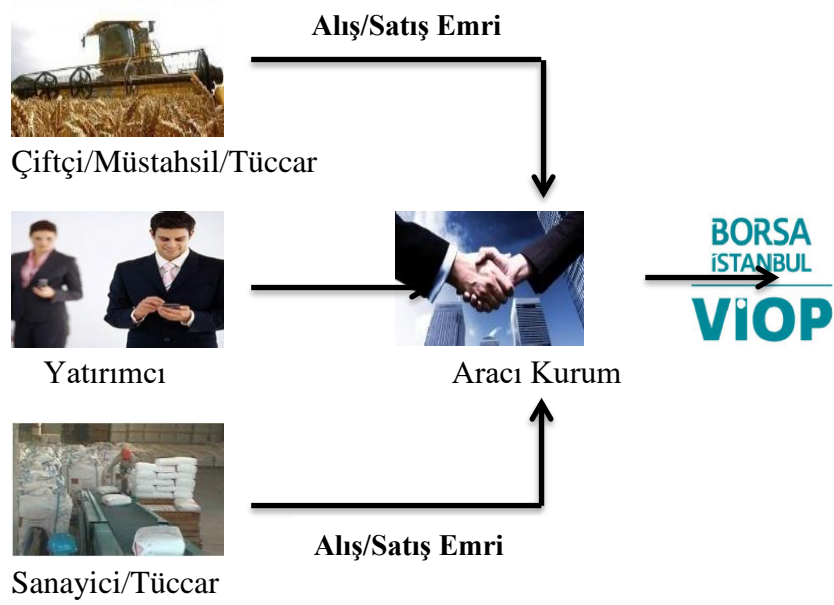 Alış/Satış Emri
Çiftçi/Müstahsil/Tüccar
BORSA
İSTANBUL
VİOP
Yatırımcı
Aracı Kurum
Alış/Satış Emri
Sanayici/Tüccar